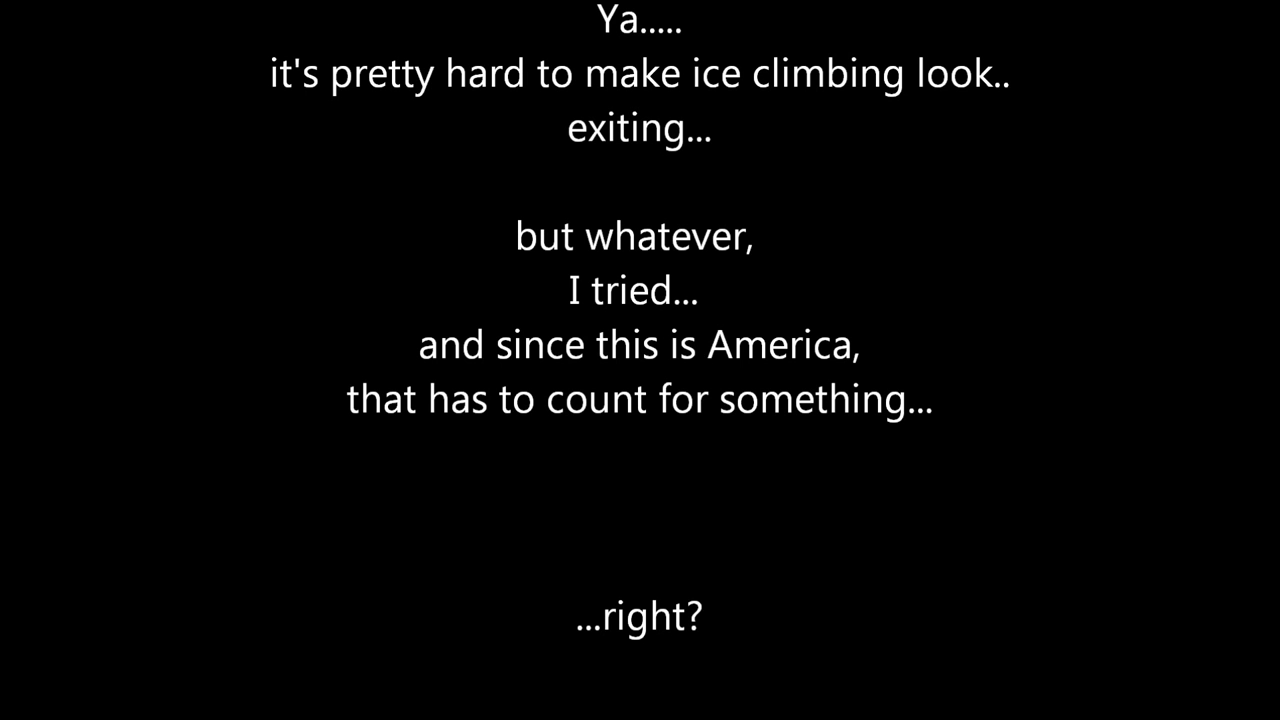 Ya.....
it's pretty hard to make ice climbing look..
exiting...
but whatever,
I tried...
and since this is America,
that has to count for something...
...right?